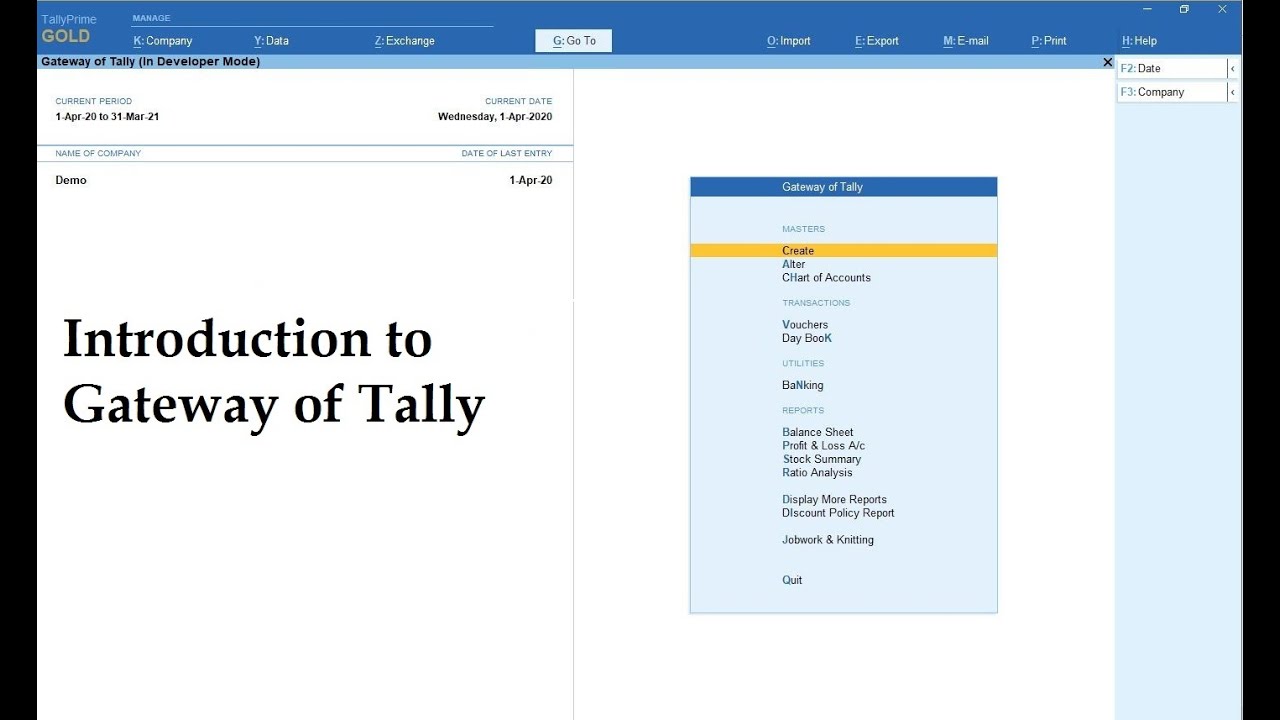 TallyPrime
GOLD
MANAGE
K: Company Y: Data Z: Exchange G: Go To O: Import E: Export M: E-mail P: Print H: Help
Gateway of Tally (In Developer Mode)
F2: Date
F3: Company
CURRENT PERIOD CURRENT DATE
1-Apr-20 to 31-Mar-21 Wednesday, 1-Apr-2020
NAME OF COMPANY DATE OF LAST ENTRY
Demo 1-Apr-20
Introduction to
Gateway of Tally
Gateway of Tally
MASTERS
Create
Alter
CHart of Accounts
TRANSACTIONS
Vouchers
Day BooK
UTILITIES
BaNking
REPORTS
Balance Sheet
Profit & Loss A/c
Stock Summary
Ratio Analysis
Display More Reports
DIscount Policy Report
Jobwork & Knitting
Quit